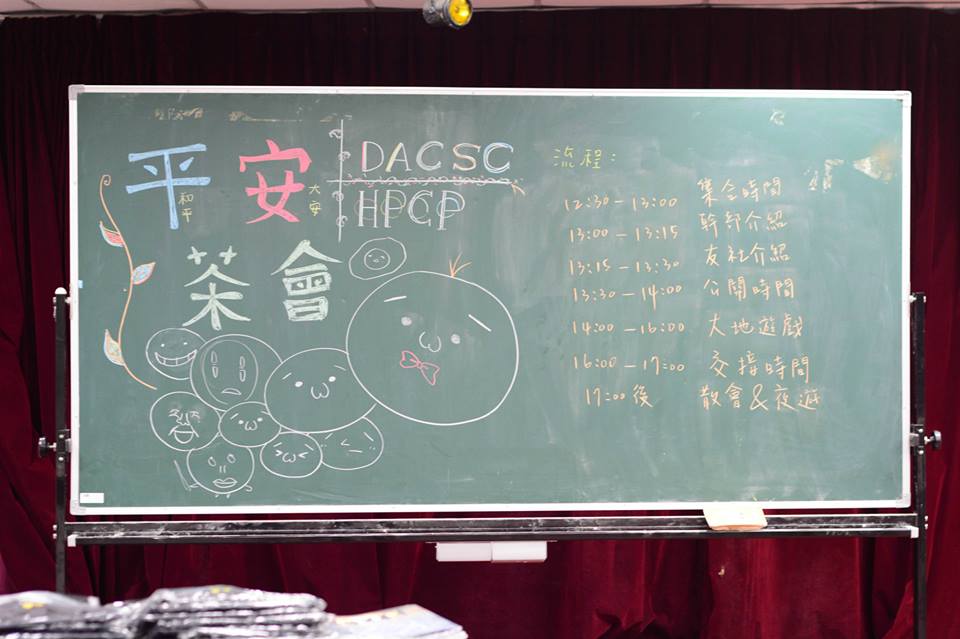 平安
和平
大安
DACSC
HPCP
茶會
流程：
12:30－13:00 集合時間
13:00－13:15 幹部介紹
13:15－13:30 友社介紹
13:30－14:00 公開時間
14:00－16:00 大地遊戲
16:00－17:00 交接時間
17:00後 散會&夜遊